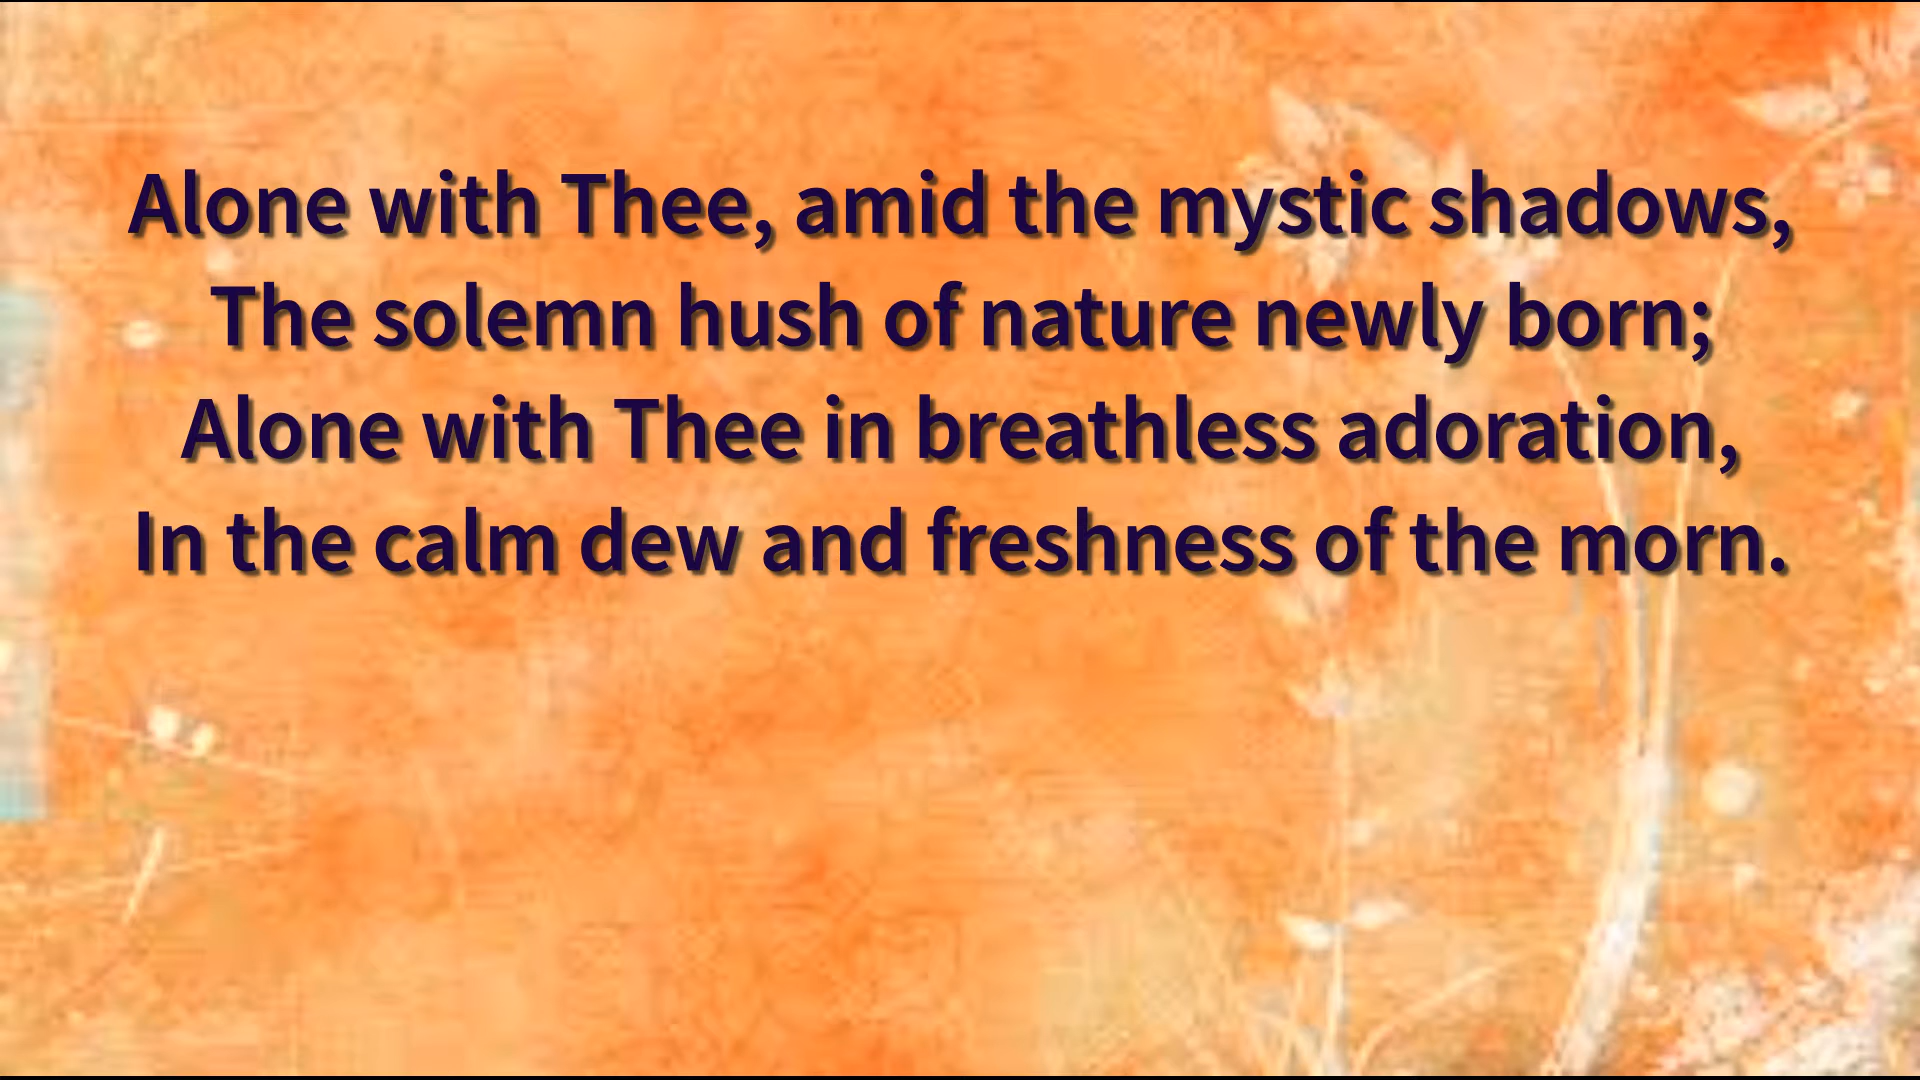 Alone with Thee, amid the mystic shadows,
The solemn hush of nature newly born;
Alone with Thee in breathless adoration,
In the calm dew and freshness of the morn.